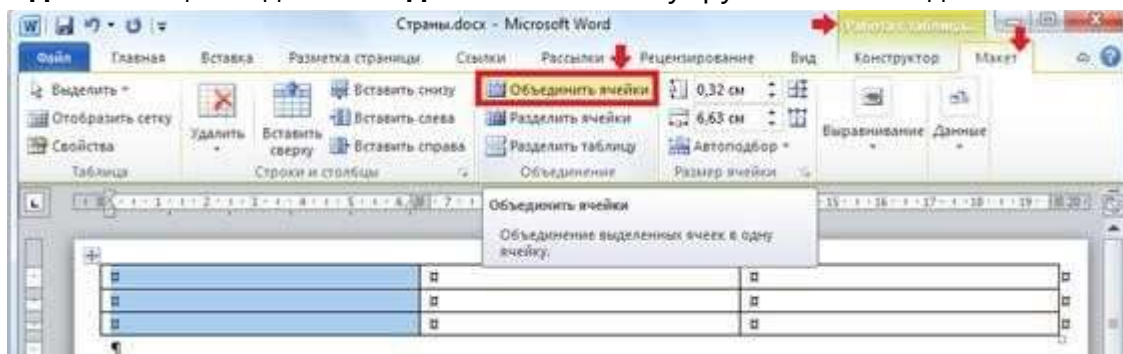 Страны.docx - Microsoft Word
Файл Главная Вставка Разметка страницы Ссылки Рассылки Рецензирование Вид Конструктор Макет
Выделить
Отобразить сетку
Свойства
Таблица
Удалить
Вставить сверху
Вставить снизу
Вставить слева
Вставить справа
Строки и столбцы
Объединить ячейки
Разделить ячейки
Разделить таблицу
Объединение
0,32 см
6,63 см
Автоподбор
Размер ячейки
Выравнивание
Данные
Объединить ячейки
Объединение выделенных ячеек в одну
ячейку.